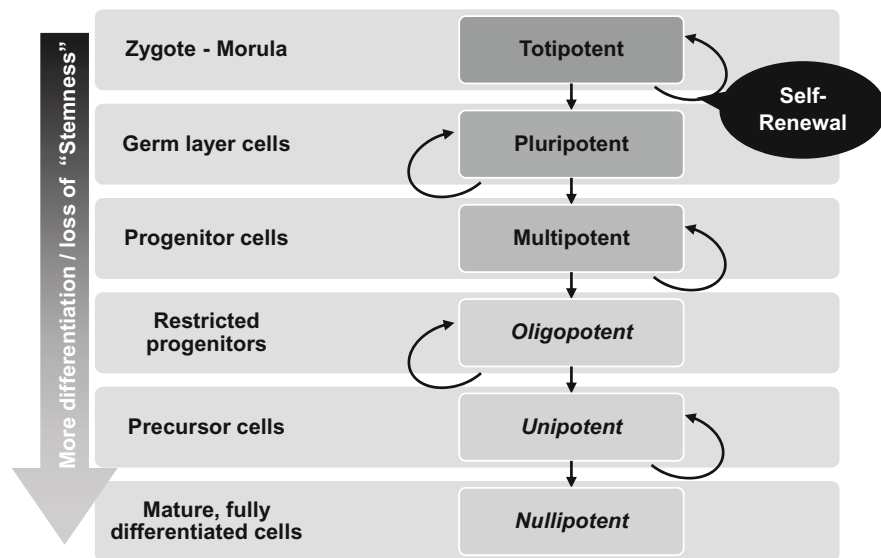 More differentiation / loss of “Stemness”
Zygote - Morula
Totipotent
Self-
Renewal
Germ layer cells
Pluripotent
Progenitor cells
Multipotent
Restricted
progenitors
Oligopotent
Precursor cells
Unipotent
Mature, fully
differentiated cells
Nullipotent